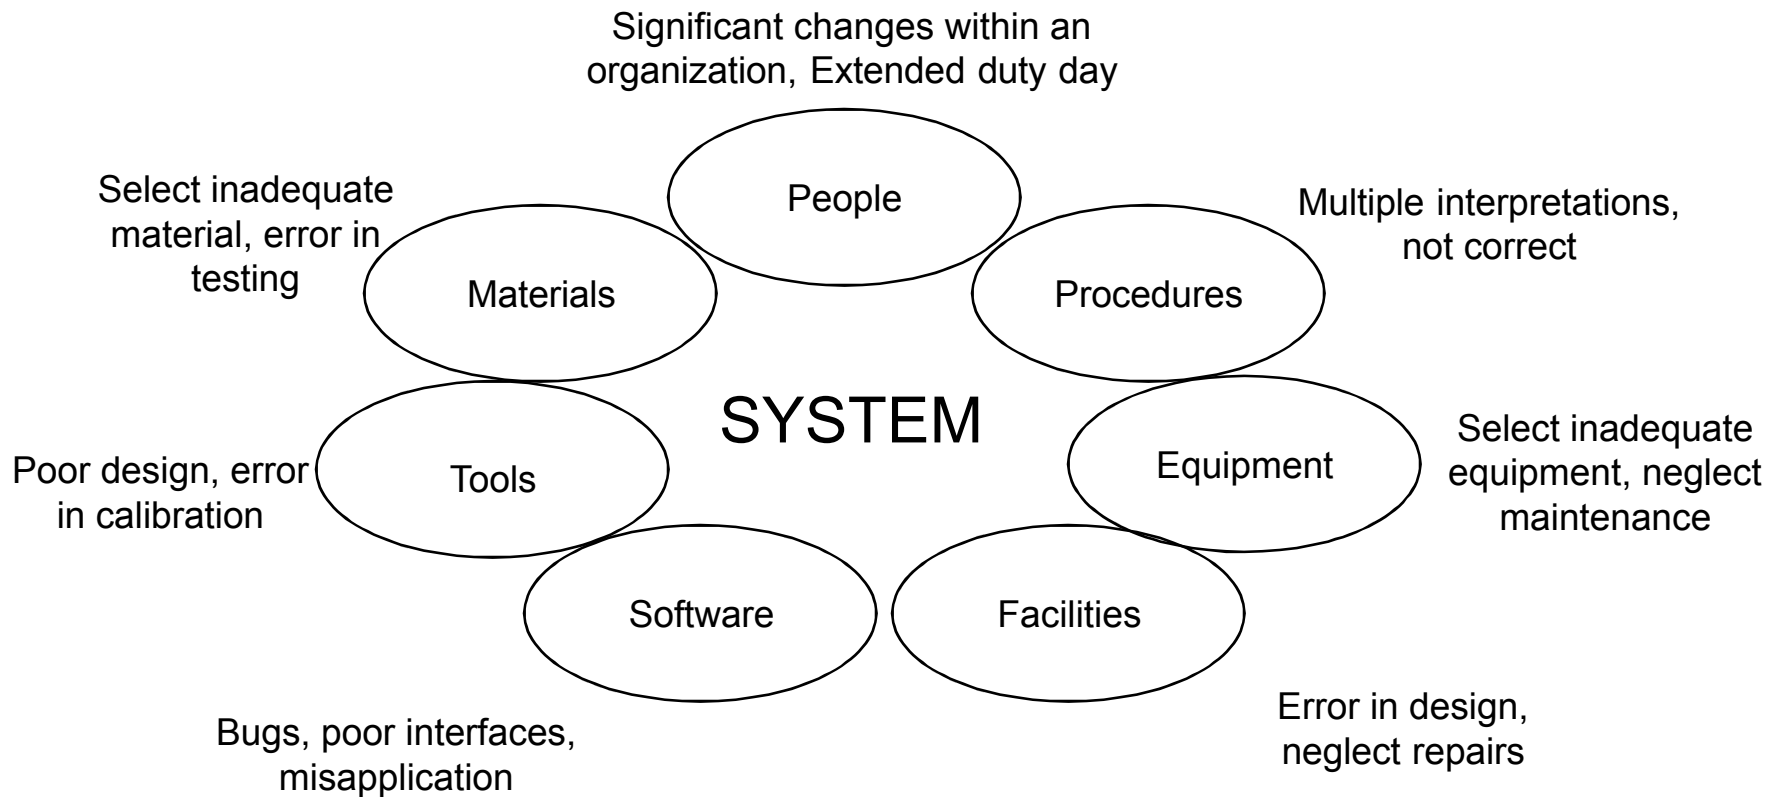 Significant changes within an
organization, Extended duty day
People
Select inadequate
material, error in
testing
Materials
Multiple interpretations,
not correct
Procedures
SYSTEM
Poor design, error
in calibration
Tools
Equipment
Select inadequate
equipment, neglect
maintenance
Software
Facilities
Bugs, poor interfaces,
misapplication
Error in design,
neglect repairs